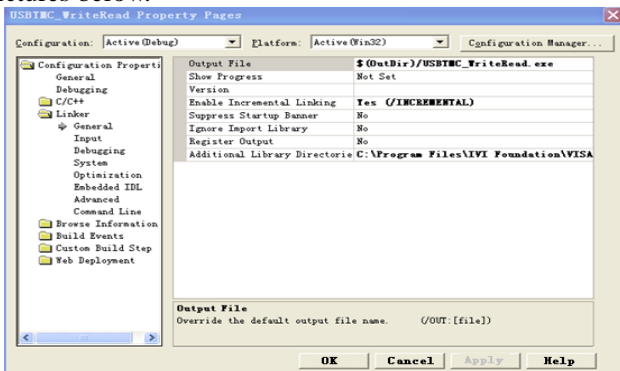 USBTMC_WriteRead Property Pages
Configuration: Active(Debug) Platform: Active(Win32) Configuration Manager...
Configuration Properti
General
Debugging
C/C++
Linker
General
Input
Debugging
System
Optimization
Embedded IDL
Advanced
Command Line
Browse Information
Build Events
Custom Build Step
Web Deployment
Output File $(OutDir)/USBTMC_WriteRead.exe
Show Progress Not Set
Version
Enable Incremental Linking Yes (/INCREMENTAL)
Suppress Startup Banner No
Ignore Import Library No
Register Output No
Additional Library Directorie C:\Program Files\IVI Foundation\VISA
Output File
Override the default output file name. (/OUT:[file])
OK Cancel Apply Help